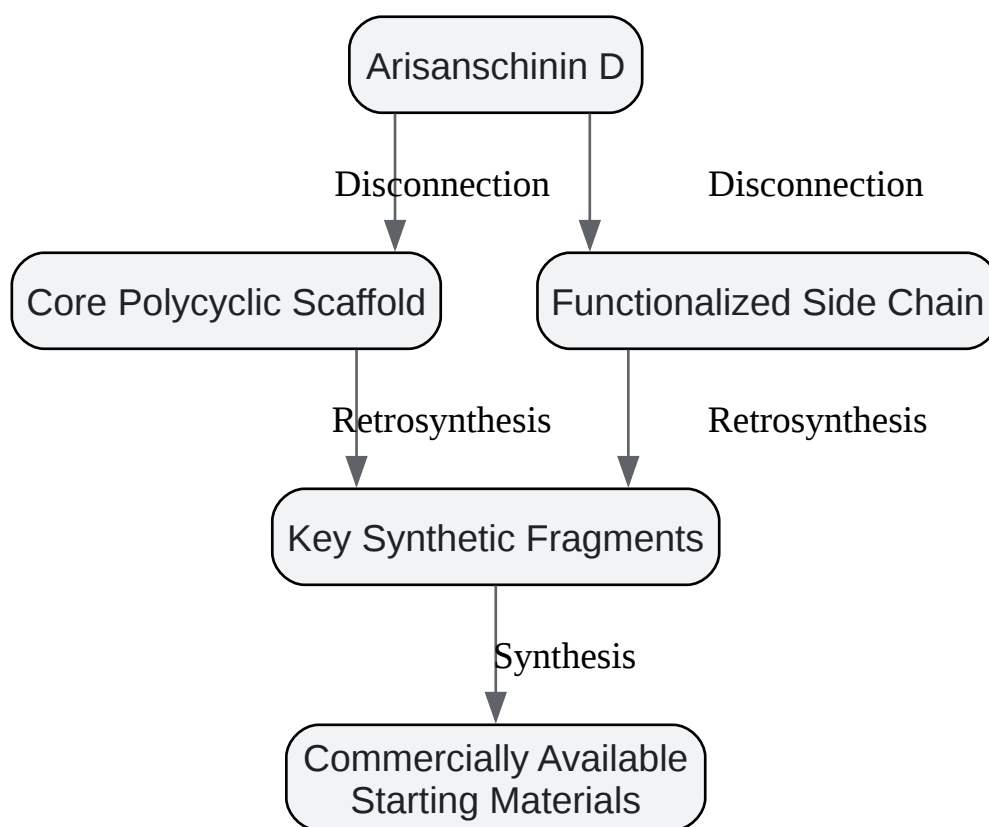 Arisanschinin D
Disconnection
Disconnection
Core Polycyclic Scaffold
Functionalized Side Chain
Retrosynthesis
Retrosynthesis
Key Synthetic Fragments
Synthesis
Commercially Available
Starting Materials